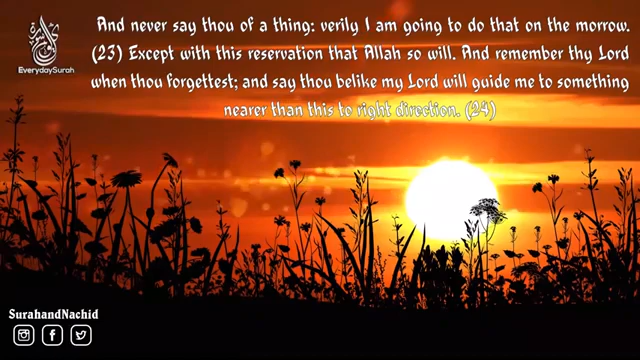 And never say thou of a thing: verily I am going to do that on the morrow.
(23) Except with this reservation that Allah so will. And remember thy Lord
when thou forgettest; and say thou belike my Lord will guide me to something
nearer than this to right direction. (24)
EverydaySurah
SurahandNachid